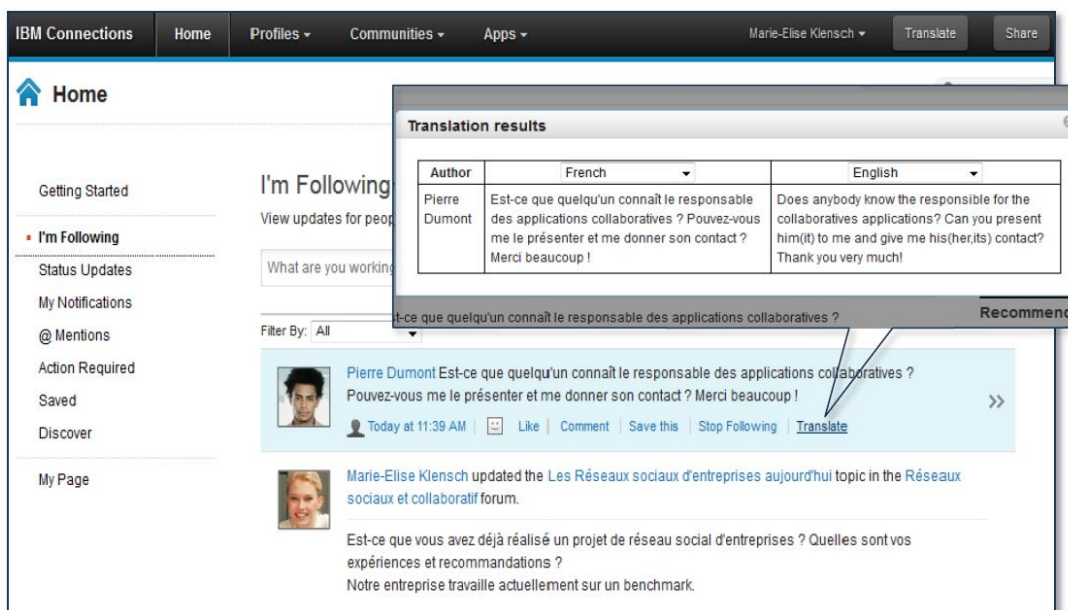 IBM Connections Home Profiles Communities Apps Marie-Elise Klensch Translate Share
Home
Translation results
Author French English
Pierre Dumont
Est-ce que quelqu'un connaît le responsable
des applications collaboratives ? Pouvez-vous
me le présenter et me donner son contact ?
Merci beaucoup !
Does anybody know the responsible for the
collaboratives applications? Can you present
him(it) to me and give me his(her,its) contact?
Thank you very much!
Getting Started
I'm Following
Status Updates
My Notifications
@ Mentions
Action Required
Saved
Discover
My Page
I'm Following
View updates for
What are you working
st-ce que quelqu'un connaît le responsable des applications collaboratives ?
Recommend
Filter By: All
Pierre Dumont Est-ce que quelqu'un connaît le responsable des applications collaboratives ?
Pouvez-vous me le présenter et me donner son contact ? Merci beaucoup !
Today at 11:39 AM Like Comment Save this Stop Following Translate
Marie-Elise Klensch updated the Les Réseaux sociaux d'entreprises aujourd'hui topic in the Réseaux
sociaux et collaboratif forum.
Est-ce que vous avez déjà réalisé un projet de réseau social d'entreprises ? Quelles sont vos
expériences et recommandations ?
Notre entreprise travaille actuellement sur un benchmark.